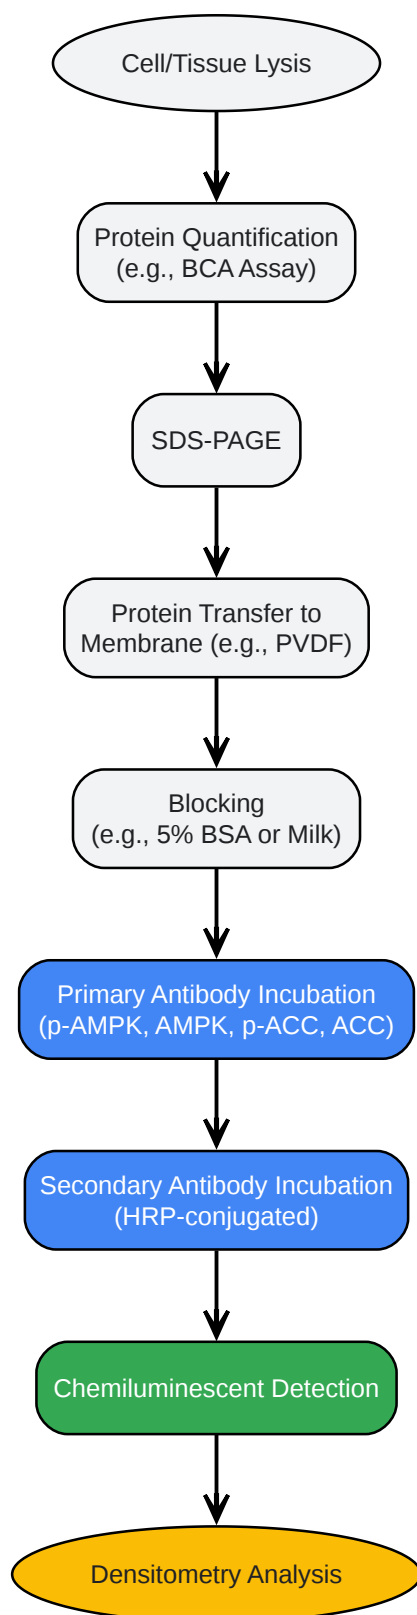 Cell/Tissue Lysis
Protein Quantification
(e.g., BCA Assay)
SDS-PAGE
Protein Transfer to
Membrane (e.g., PVDF)
Blocking
(e.g., 5% BSA or Milk)
Primary Antibody Incubation
(p-AMPK, AMPK, p-ACC, ACC)
Secondary Antibody Incubation
(HRP-conjugated)
Chemiluminescent Detection
Densitometry Analysis